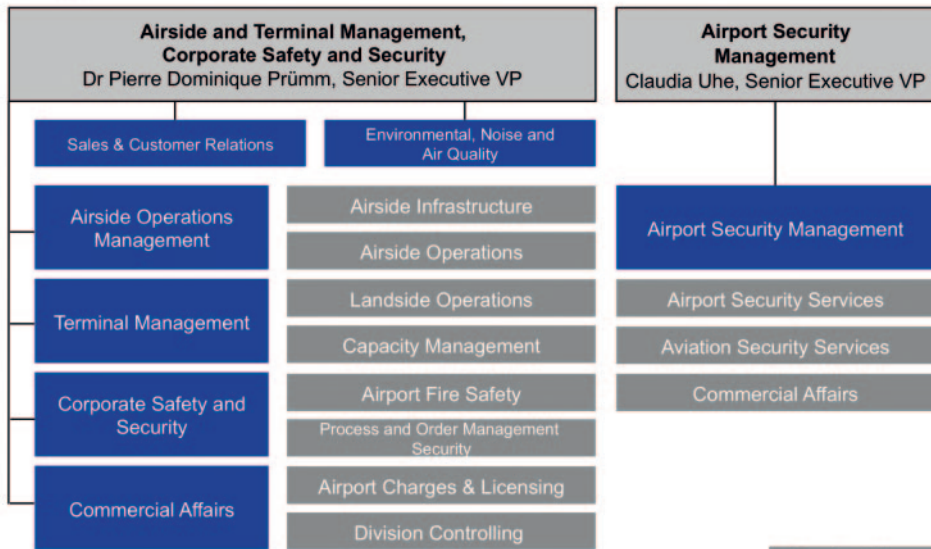 Airside and Terminal Management,
Corporate Safety and Security
Dr Pierre Dominique Prümm, Senior Executive VP
Sales & Customer Relations
Environmental, Noise and
Air Quality
Airside Operations
Management
Airside Infrastructure
Airside Operations
Terminal Management
Landside Operations
Capacity Management
Corporate Safety and
Security
Airport Fire Safety
Process and Order Management
Security
Commercial Affairs
Airport Charges & Licensing
Division Controlling
Airport Security
Management
Claudia Uhe, Senior Executive VP
Airport Security Management
Airport Security Services
Aviation Security Services
Commercial Affairs